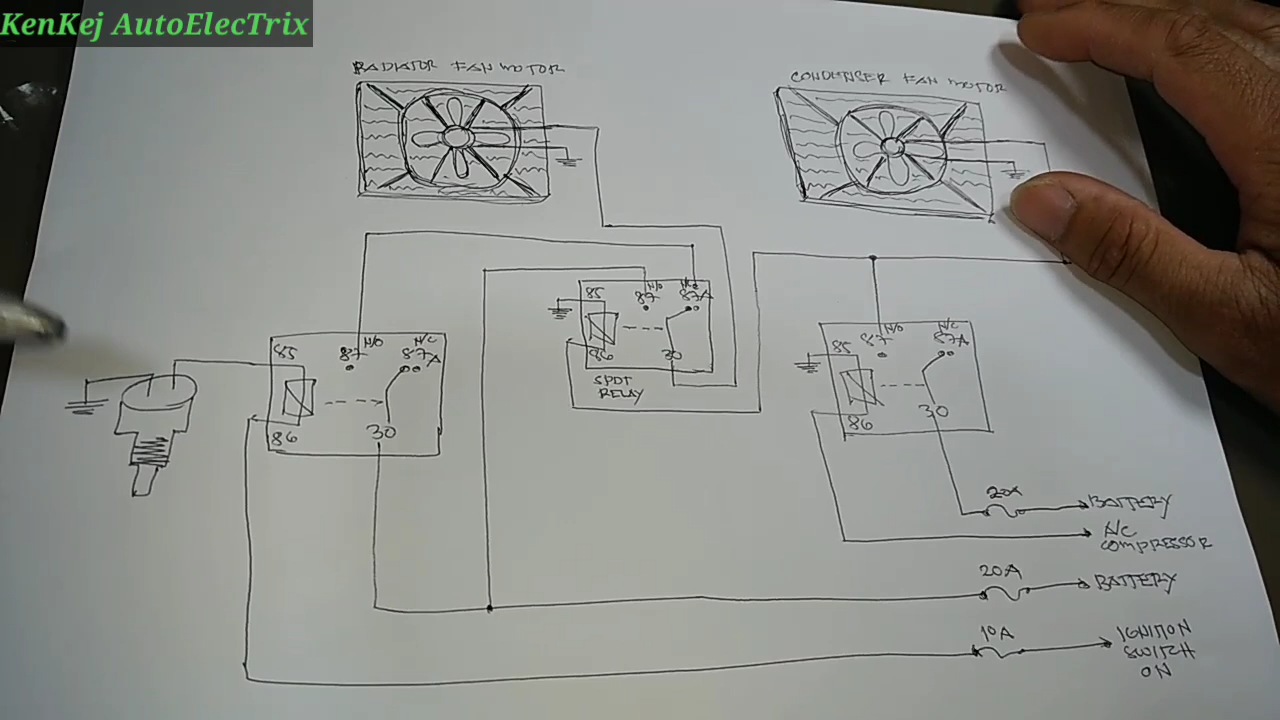 KenKej AutoElecTrix
RADIATOR FAN MOTOR
CONDENSER FAN MOTOR
85
87
N/O
N/C
87A
86
30
85
87
N/O
N/C
87A
86
30
SPDT
RELAY
85
87
N/O
N/C
87A
86
30
20A
BATTERY
A/C
COMPRESSOR
20A
BATTERY
10A
IGNITION
SWITCH
ON